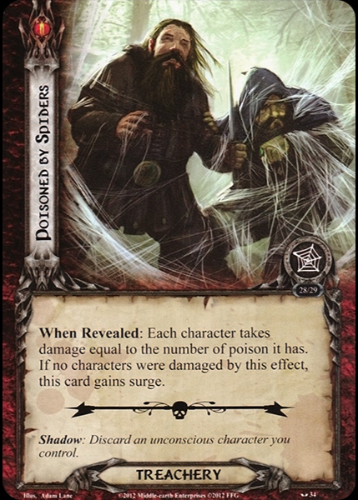 POISONED BY SPIDERS
28/29
When Revealed: Each character takes
damage equal to the number of poison it has.
If no characters were damaged by this effect,
this card gains surge.
Shadow: Discard an unconscious character you
control.
TREACHERY
Illus. Adam Lane
©2012 Middle-earth Enterprises ©2012 FFG
34